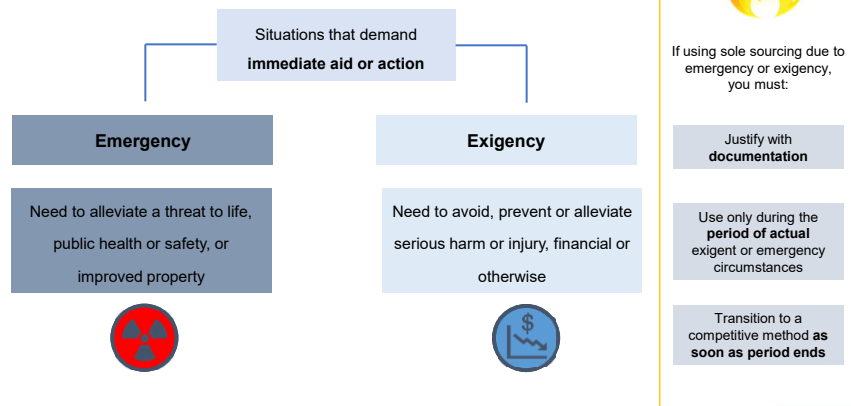 Situations that demand
immediate aid or action
Emergency
Need to alleviate a threat to life,
public health or safety, or
improved property
Exigency
Need to avoid, prevent or alleviate
serious harm or injury, financial or
otherwise
$
If using sole sourcing due to
emergency or exigency,
you must:
Justify with
documentation
Use only during the
period of actual
exigent or emergency
circumstances
Transition to a
competitive method as
soon as period ends